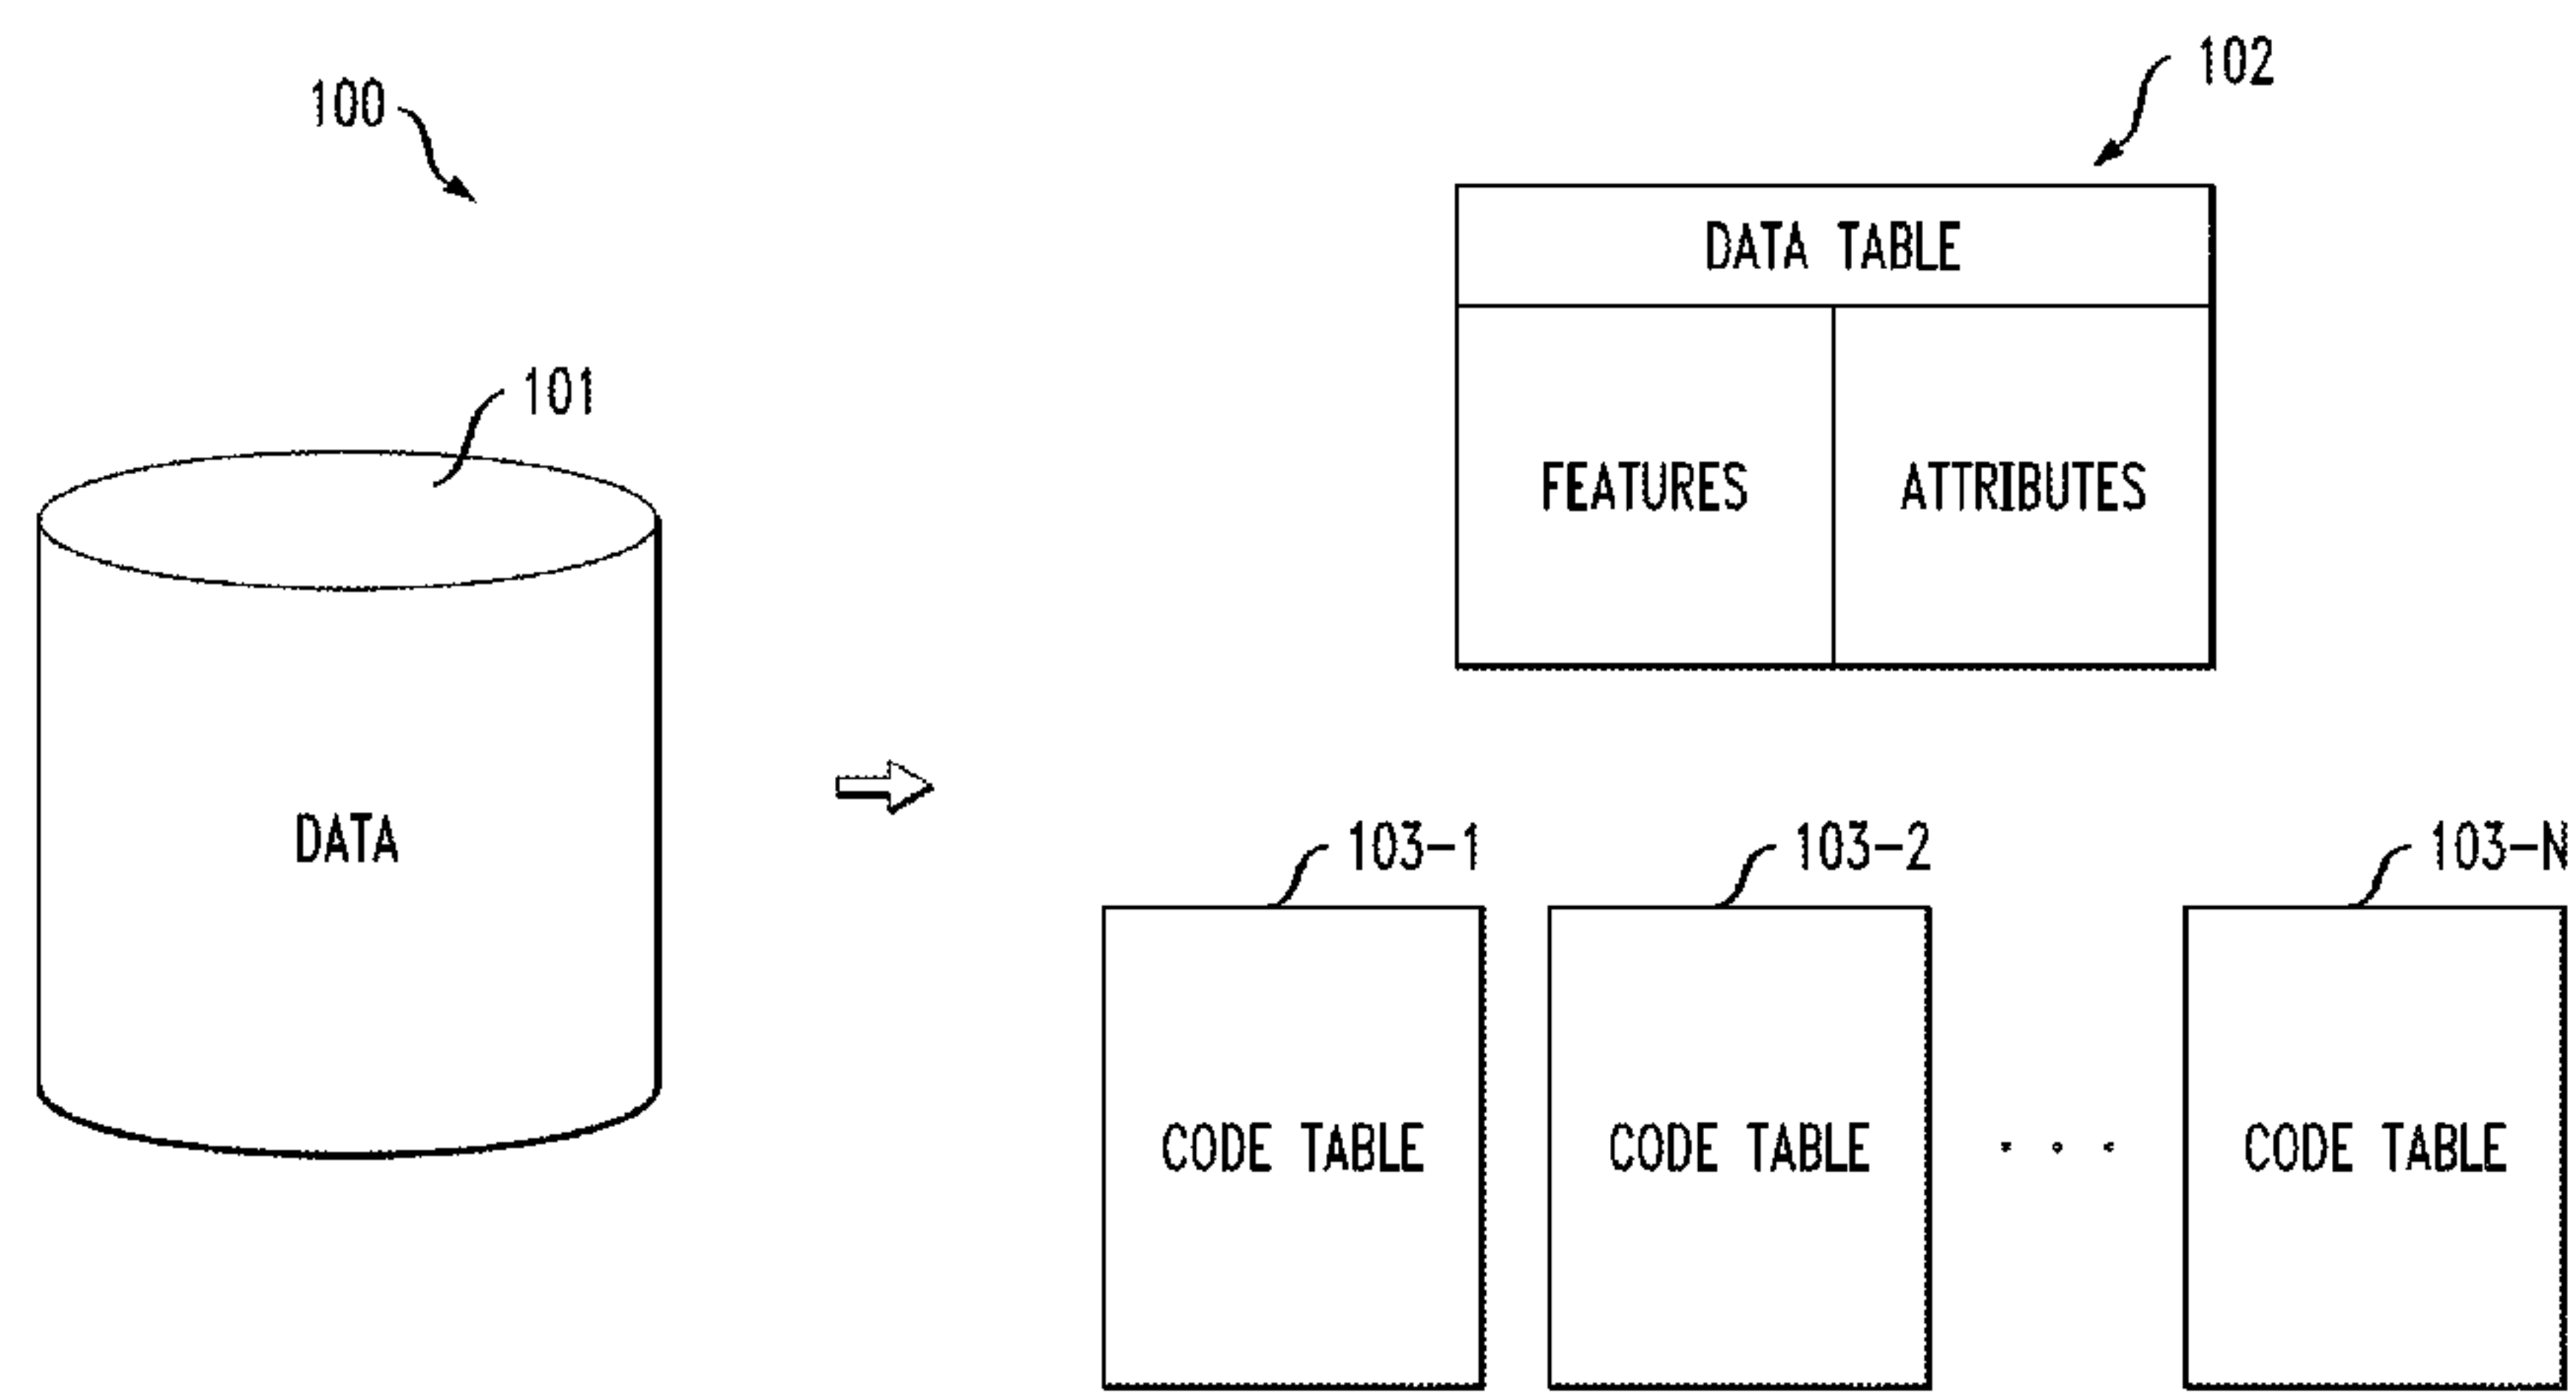 100
102
DATA TABLE
101
FEATURES
ATTRIBUTES
DATA
103-1
103-2
103-N
CODE TABLE
CODE TABLE
. . .
CODE TABLE